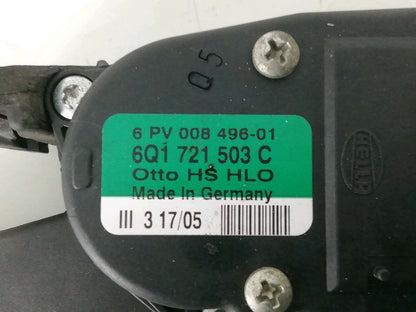 Q5
6 PV 008 496-01
6Q1 721 503 C
Otto HS HLO
Made in Germany
III 3 17/05
HELLA